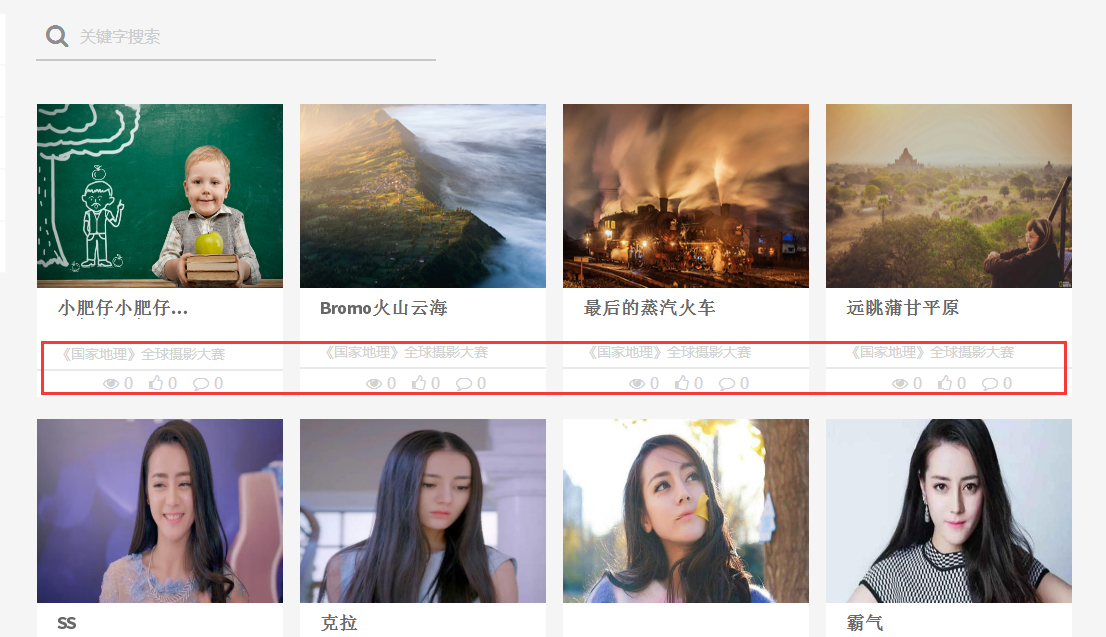 关键字搜索
小肥仔小肥仔...
Bromo火山云海
最后的蒸汽火车
远眺蒲甘平原
《国家地理》全球摄影大赛
《国家地理》全球摄影大赛
《国家地理》全球摄影大赛
《国家地理》全球摄影大赛
0 0 0
0 0 0
0 0 0
0 0 0
SS
克拉
霸气